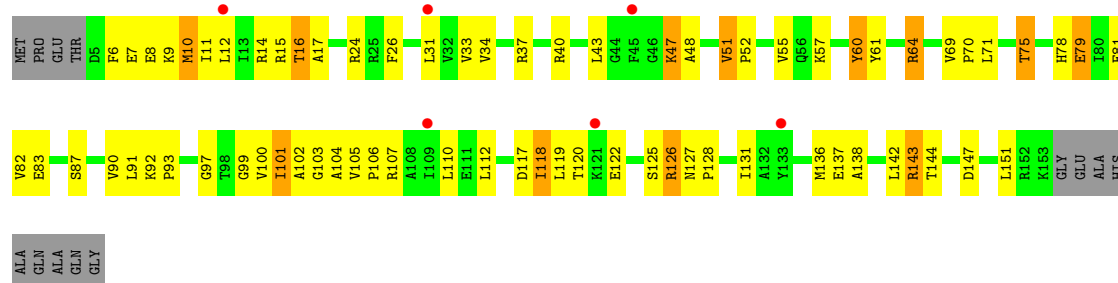 MET PRO GLU THR D5 F6 E7 E8 K9 M10 I11 L12 I13 R14 R15 T16 A17 R24 R25 F26 L31 V32 V33 V34 R37 R40 L43 G44 F45 G46 K47 A48 V51 P52 V55 Q56 K57 Y60 Y61 R64 V69 P70 L71 T75 H78 E79 I80 F81
V82 E83 S87 V90 L91 K92 P93 G97 T98 G99 V100 I101 A102 G103 A104 V105 P106 R107 A108 I109 L110 E111 L112 D117 I118 L119 T120 K121 E122 S125 R126 N127 P128 I131 A132 Y133 M136 E137 A138 L142 R143 T144 D147 L151 R152 K153 GLY GLU ALA HIS
ALA GLN ALA GLN GLY